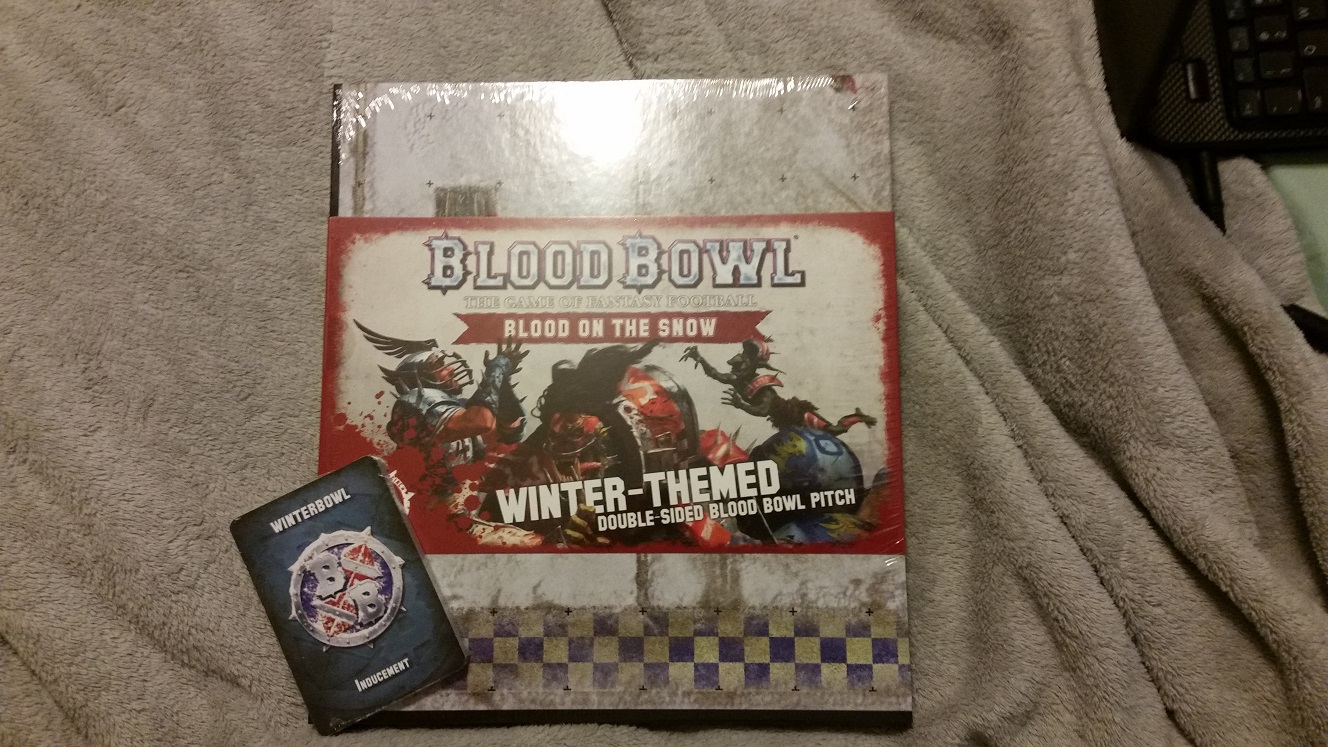 BLOOD BOWL
THE GAME OF FANTASY FOOTBALL
BLOOD ON THE SNOW
WINTER-THEMED
DOUBLE-SIDED BLOOD BOWL PITCH
WINTERBOWL
B
B
INDUCEMENT